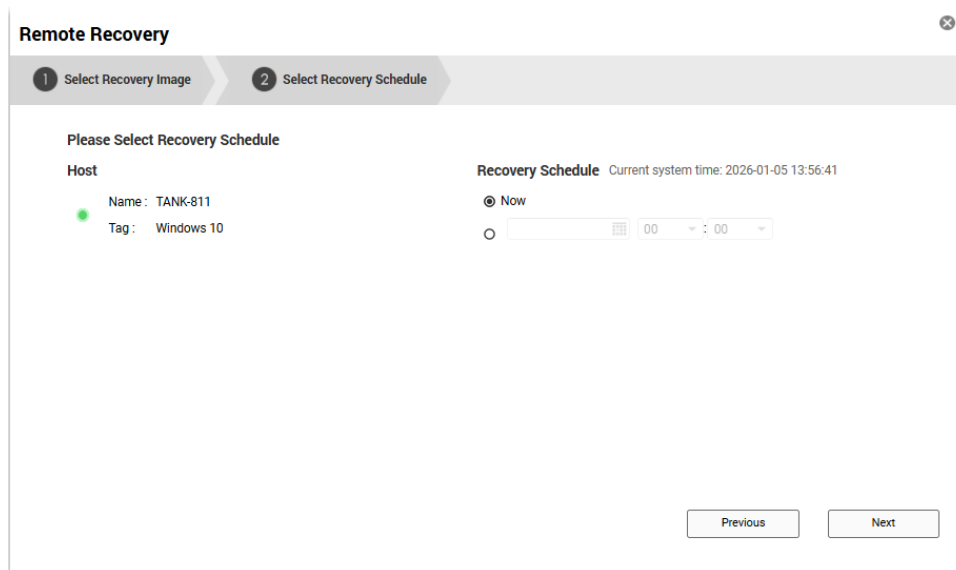 Remote Recovery
1 Select Recovery Image 2 Select Recovery Schedule
Please Select Recovery Schedule
Host
Name : TANK-811
Tag : Windows 10
Recovery Schedule Current system time: 2026-01-05 13:56:41
Now
00 : 00
Previous Next